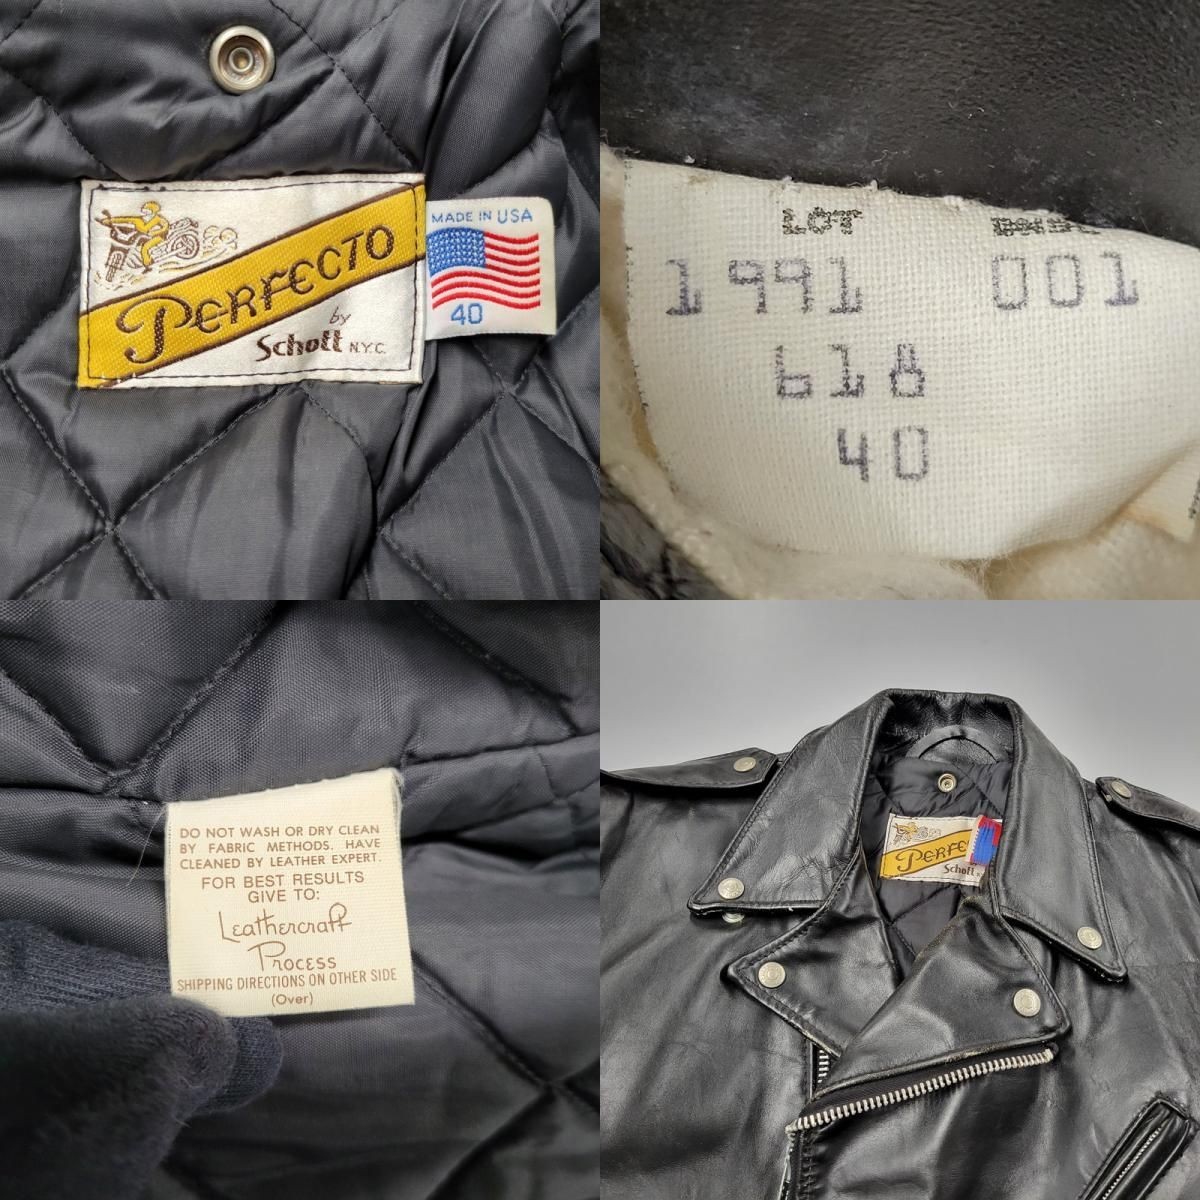 PERFECTO
by
Schott N.Y.C.
MADE IN USA
40
LOT
1991 001
618
40
DO NOT WASH OR DRY CLEAN
BY FABRIC METHODS. HAVE
CLEANED BY LEATHER EXPERT.
FOR BEST RESULTS
GIVE TO:
Leathercraft
Process
SHIPPING DIRECTIONS ON OTHER SIDE
(Over)
PERFE
Schott